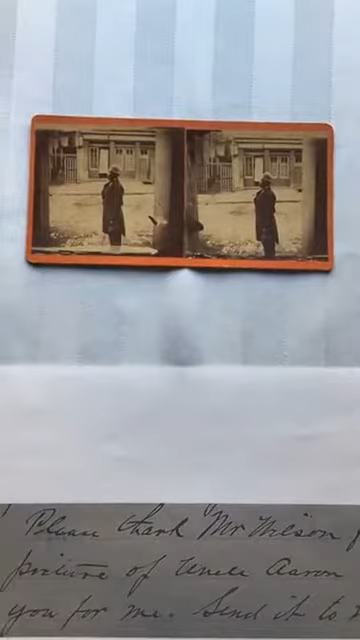 Please thank Mr Wilson
picture of Uncle Aaron
you for me. Send it to